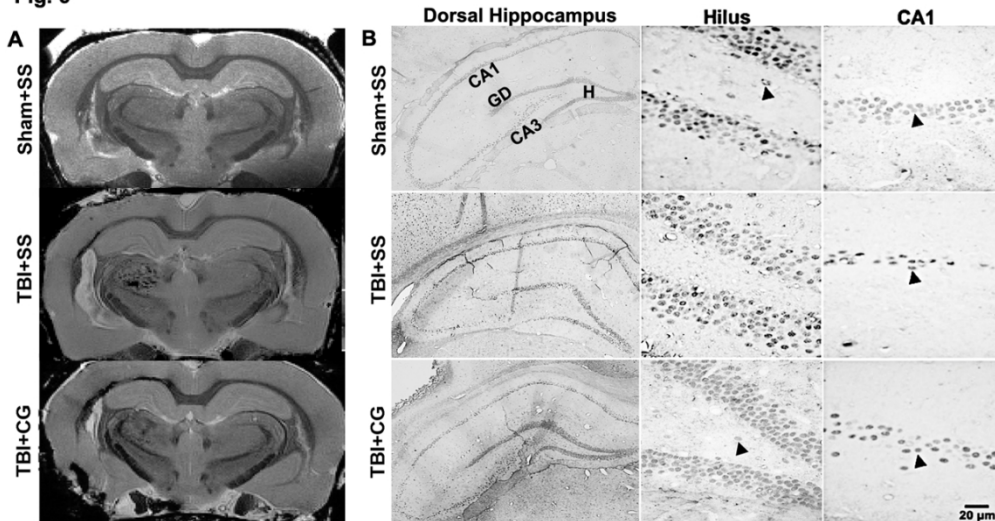 Dorsal Hippocampus
Hilus
CA1
A
B
Sham+SS
CA1
GD
H
CA3
TBI+SS
TBI+CG
20 µm